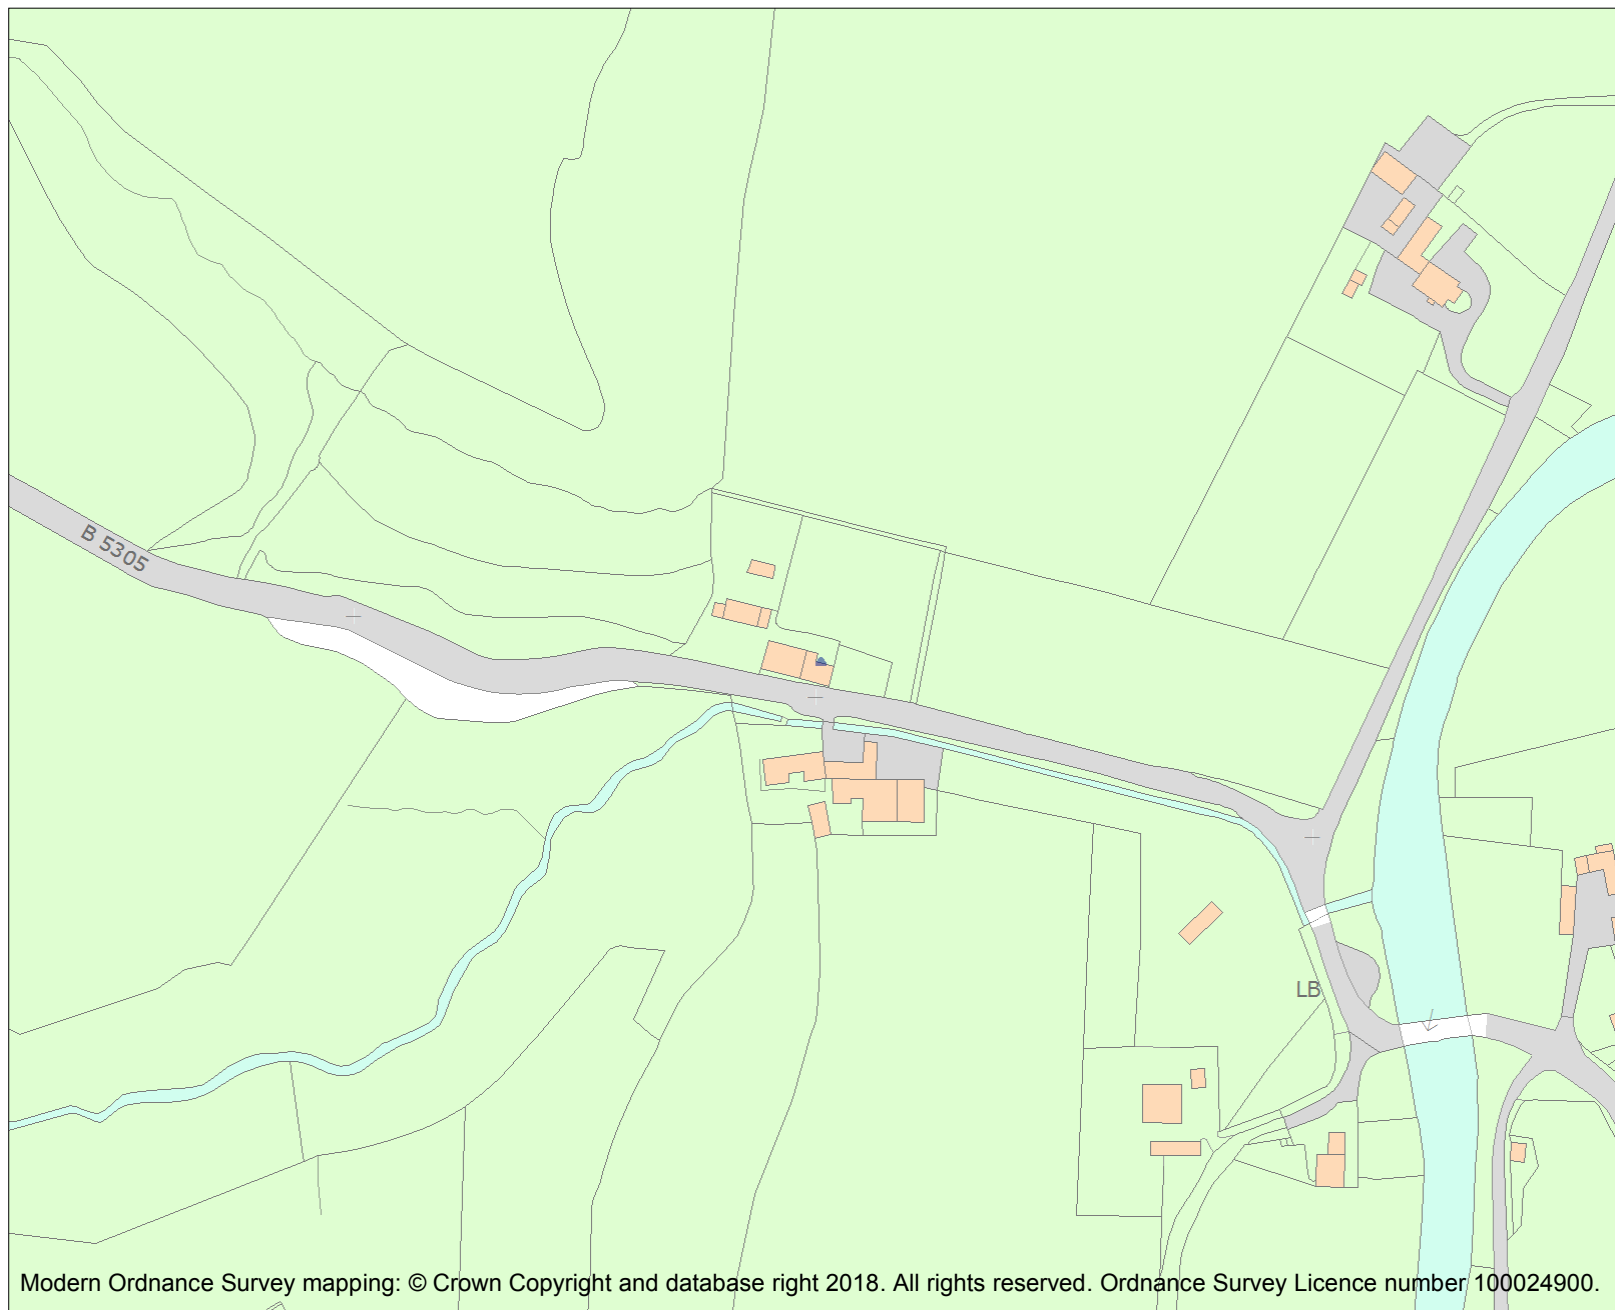 B 5305
LB
Modern Ordnance Survey mapping: © Crown Copyright and database right 2018. All rights reserved. Ordnance Survey Licence number 100024900.